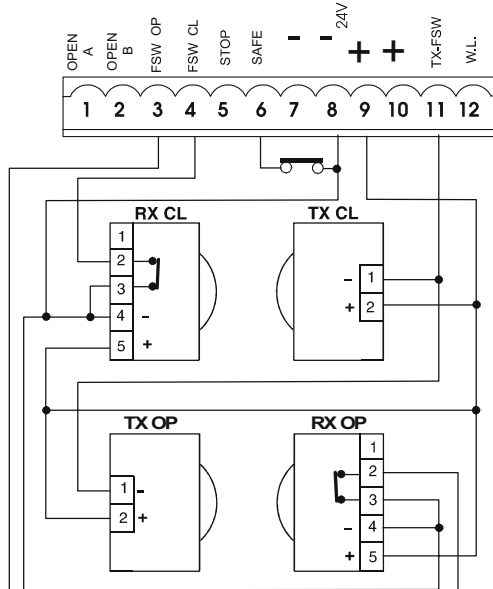 OPEN A
OPEN B
FSW OP
FSW CL
STOP
SAFE
-
-
24V
+
+
TX-FSW
W.L.
1 2 3 4 5 6 7 8 9 10 11 12
RX CL
1
2
3
4 -
5 +
TX CL
- 1
+ 2
TX OP
1 -
2 +
RX OP
1
2
3
- 4
+ 5